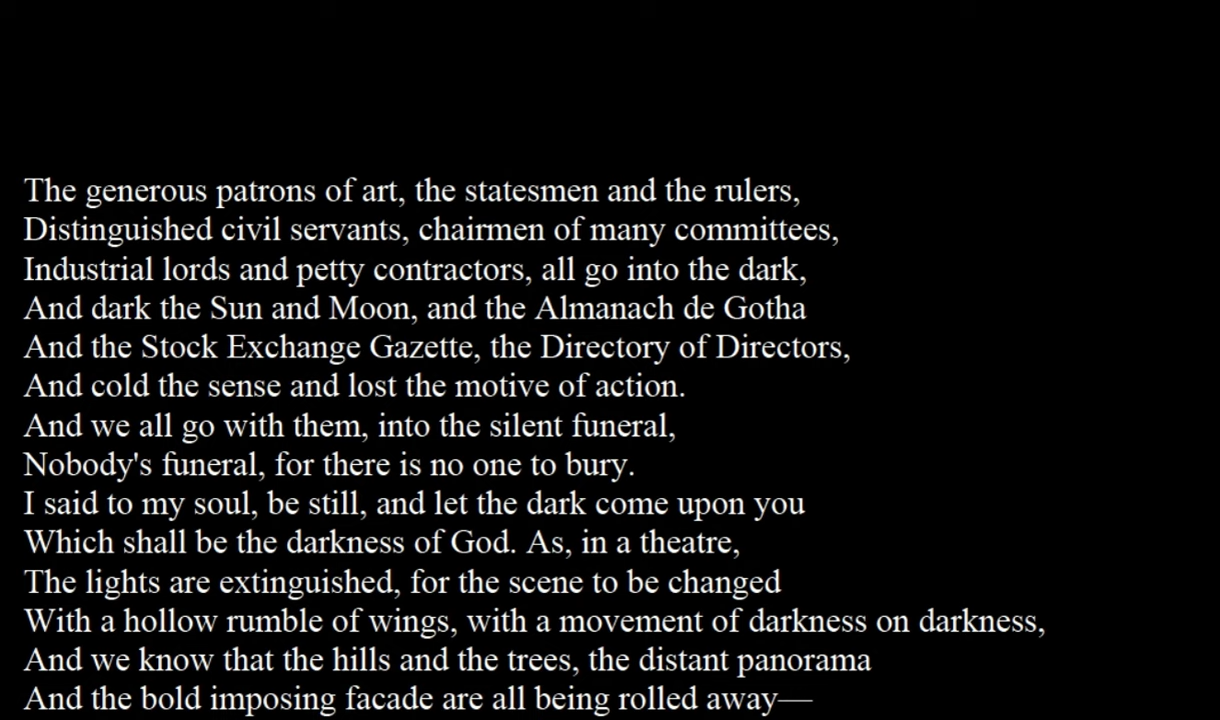 The generous patrons of art, the statesmen and the rulers,
Distinguished civil servants, chairmen of many committees,
Industrial lords and petty contractors, all go into the dark,
And dark the Sun and Moon, and the Almanach de Gotha
And the Stock Exchange Gazette, the Directory of Directors,
And cold the sense and lost the motive of action.
And we all go with them, into the silent funeral,
Nobody's funeral, for there is no one to bury.
I said to my soul, be still, and let the dark come upon you
Which shall be the darkness of God. As, in a theatre,
The lights are extinguished, for the scene to be changed
With a hollow rumble of wings, with a movement of darkness on darkness,
And we know that the hills and the trees, the distant panorama
And the bold imposing facade are all being rolled away—